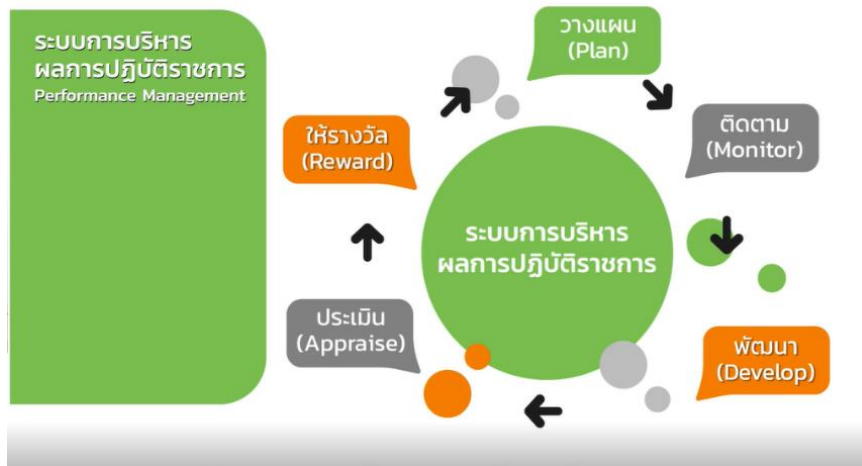 ระบบการบริหาร
ผลการปฏิบัติราชการ
Performance Management
วางแผน
(Plan)
ติดตาม
(Monitor)
พัฒนา
(Develop)
ประเมิน
(Appraise)
ให้รางวัล
(Reward)
ระบบการบริหาร
ผลการปฏิบัติราชการ